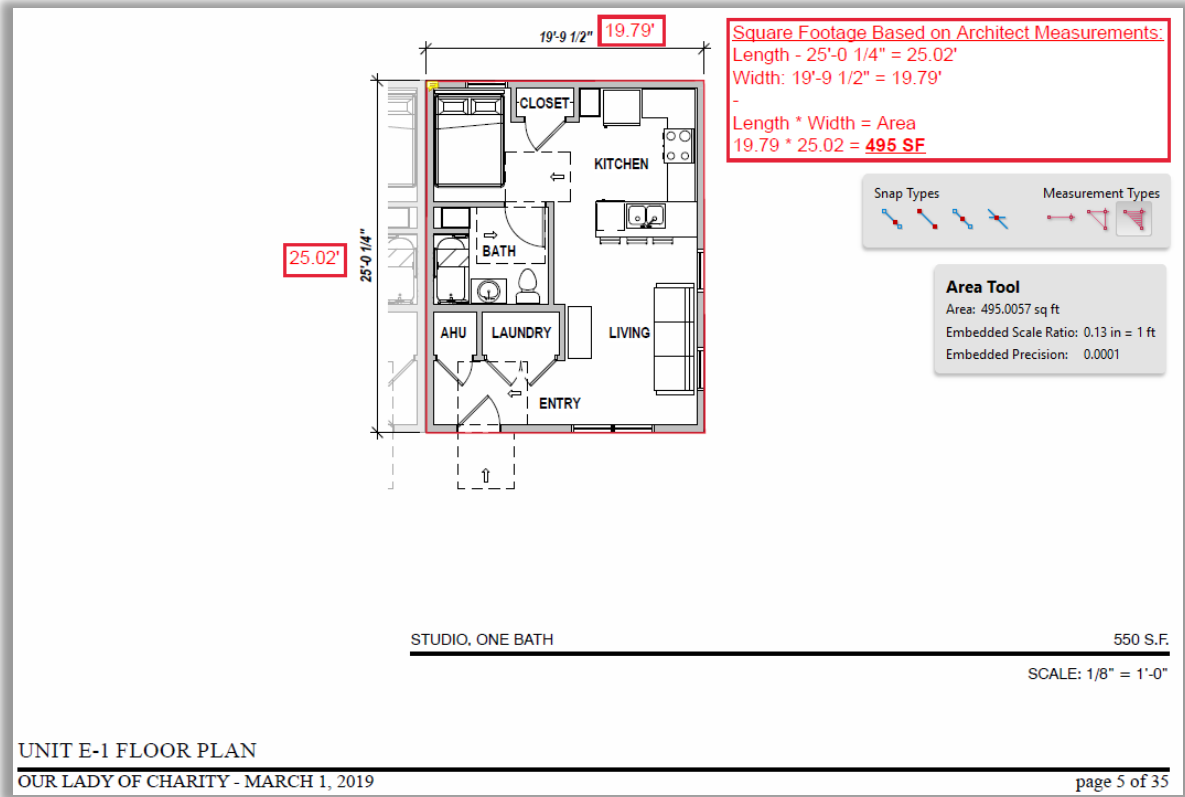 19'-9 1/2" 19.79'
Square Footage Based on Architect Measurements:
Length - 25'-0 1/4" = 25.02'
Width: 19'-9 1/2" = 19.79'
-
Length * Width = Area
19.79 * 25.02 = 495 SF
CLOSET
KITCHEN
Snap Types
Measurement Types
25.02'
25'-0 1/4"
BATH
AHU
LAUNDRY
LIVING
ENTRY
Area Tool
Area: 495.0057 sq ft
Embedded Scale Ratio: 0.13 in = 1 ft
Embedded Precision: 0.0001
STUDIO, ONE BATH
550 S.F.
SCALE: 1/8" = 1'-0"
UNIT E-1 FLOOR PLAN
OUR LADY OF CHARITY - MARCH 1, 2019
page 5 of 35